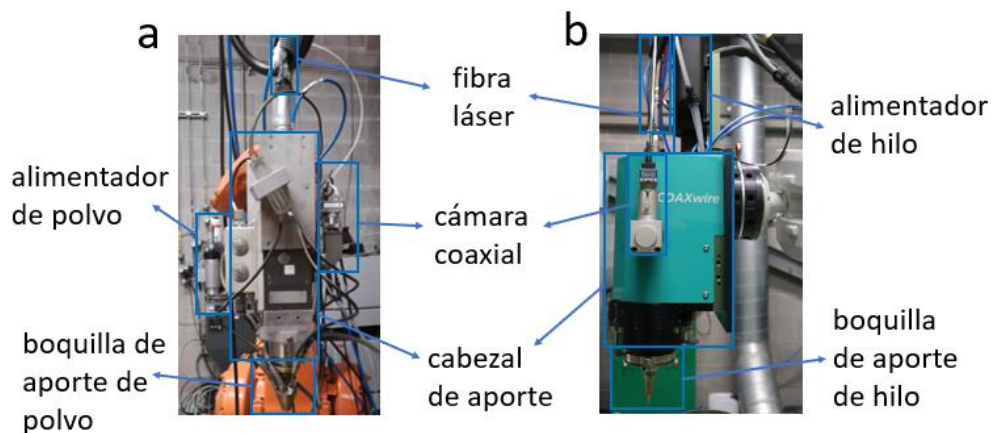 a
b
fibra
láser
alimentador
de hilo
alimentador
de polvo
COAXwire
cámara
coaxial
boquilla de
aporte de
polvo
cabezal
de aporte
boquilla
de aporte
de hilo